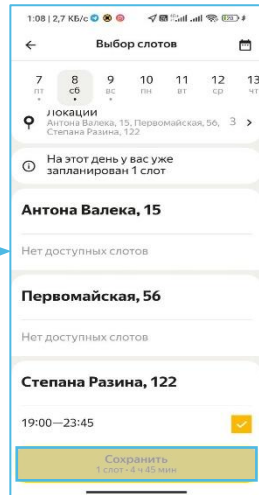 1:08 | 2,7 КБ/с
Выбор слотов
7 8 9 10 11 12 13
пт сб вс пн вт ср чт
Локации
Антона Валека, 15, Первомайская, 56, 3
Степана Разина, 122
На этот день у вас уже
запланирован 1 слот
Антона Валека, 15
Нет доступных слотов
Первомайская, 56
Нет доступных слотов
Степана Разина, 122
19:00—23:45
Сохранить
1 слот • 4 ч 45 мин